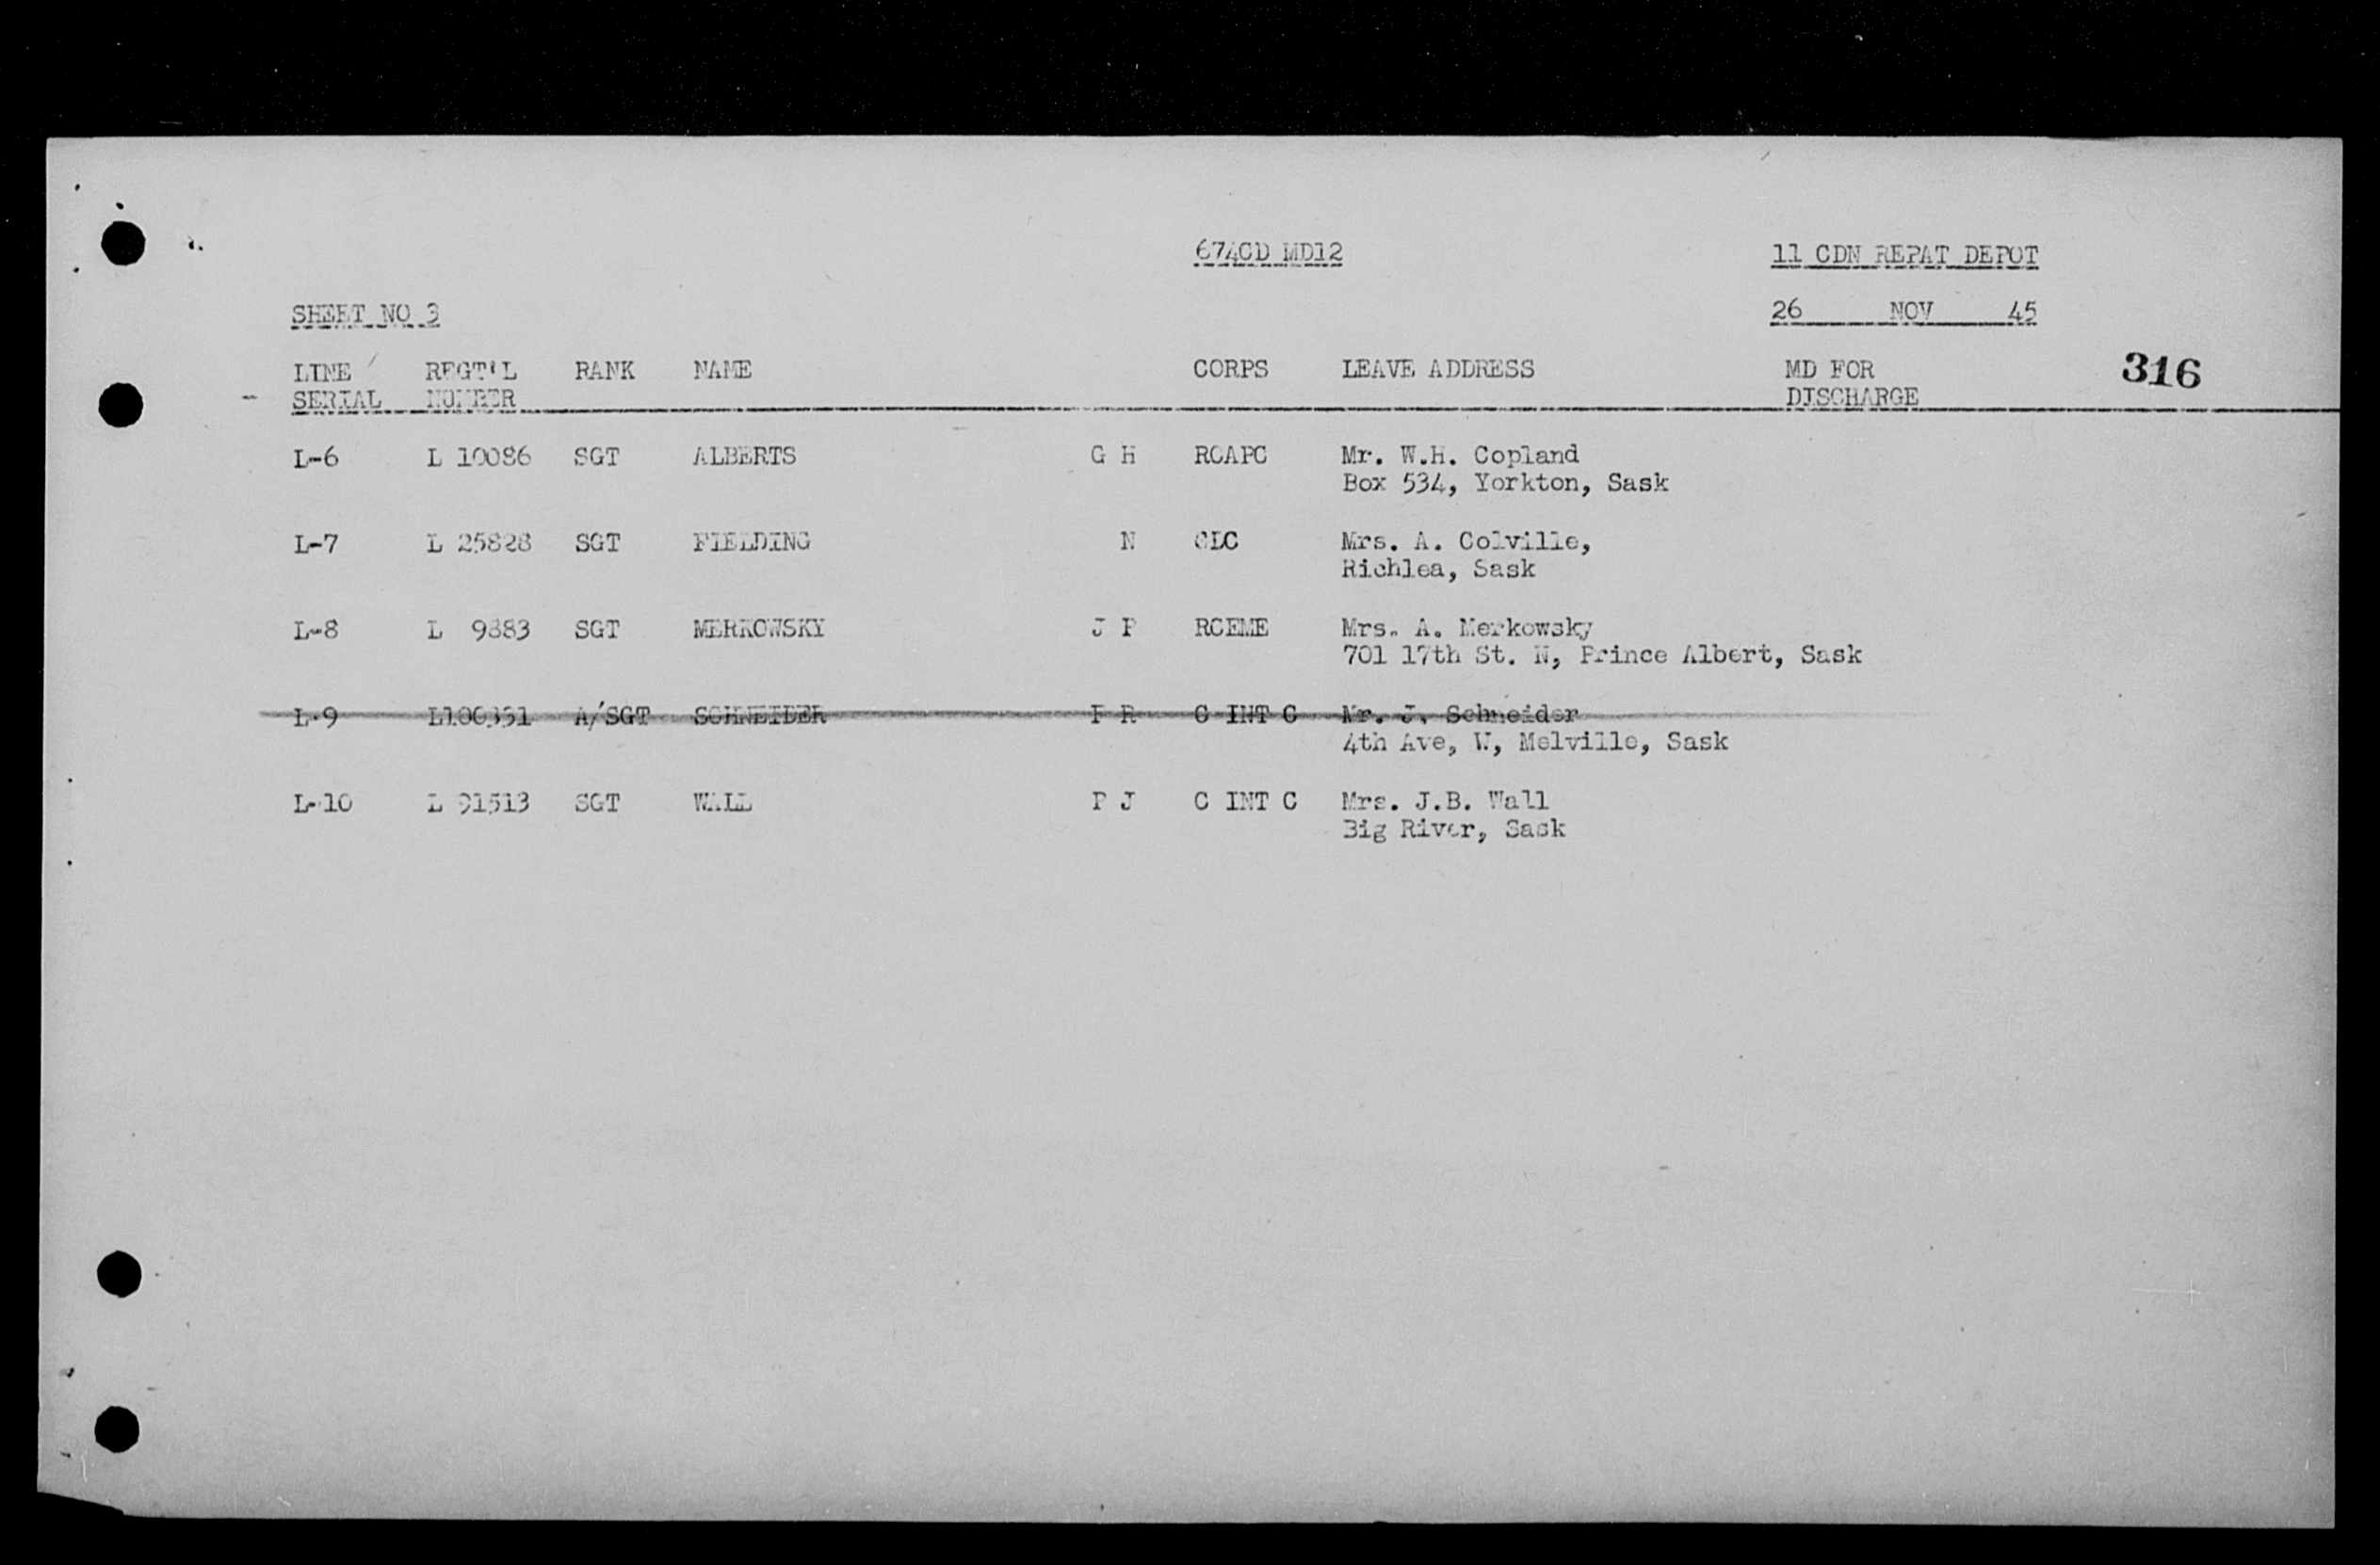 674CD MD12 11 CDN REPAT DEPOT
SHEET NO 3 26 NOV 45
LINE REGT'L RANK NAME CORPS LEAVE ADDRESS MD FOR 316
SERIAL NUMBER DISCHARGE
L-6 L 10086 SGT ALBERTS G H RCAPC Mr. W.H. Copland
Box 534, Yorkton, Sask
L-7 L 25828 SGT FIELDING N CLC Mrs. A. Colville,
Richlea, Sask
L-8 L 9883 SGT MERKOWSKY J P RCEME Mrs. A. Merkowsky
701 17th St. W, Prince Albert, Sask
L-9 A/SGT SCHNEIDER F R C INT C Mr. J. Schneider
4th Ave, W, Melville, Sask
L-10 L 91513 SGT WALL P J C INT C Mrs. J.B. Wall
Big River, Sask